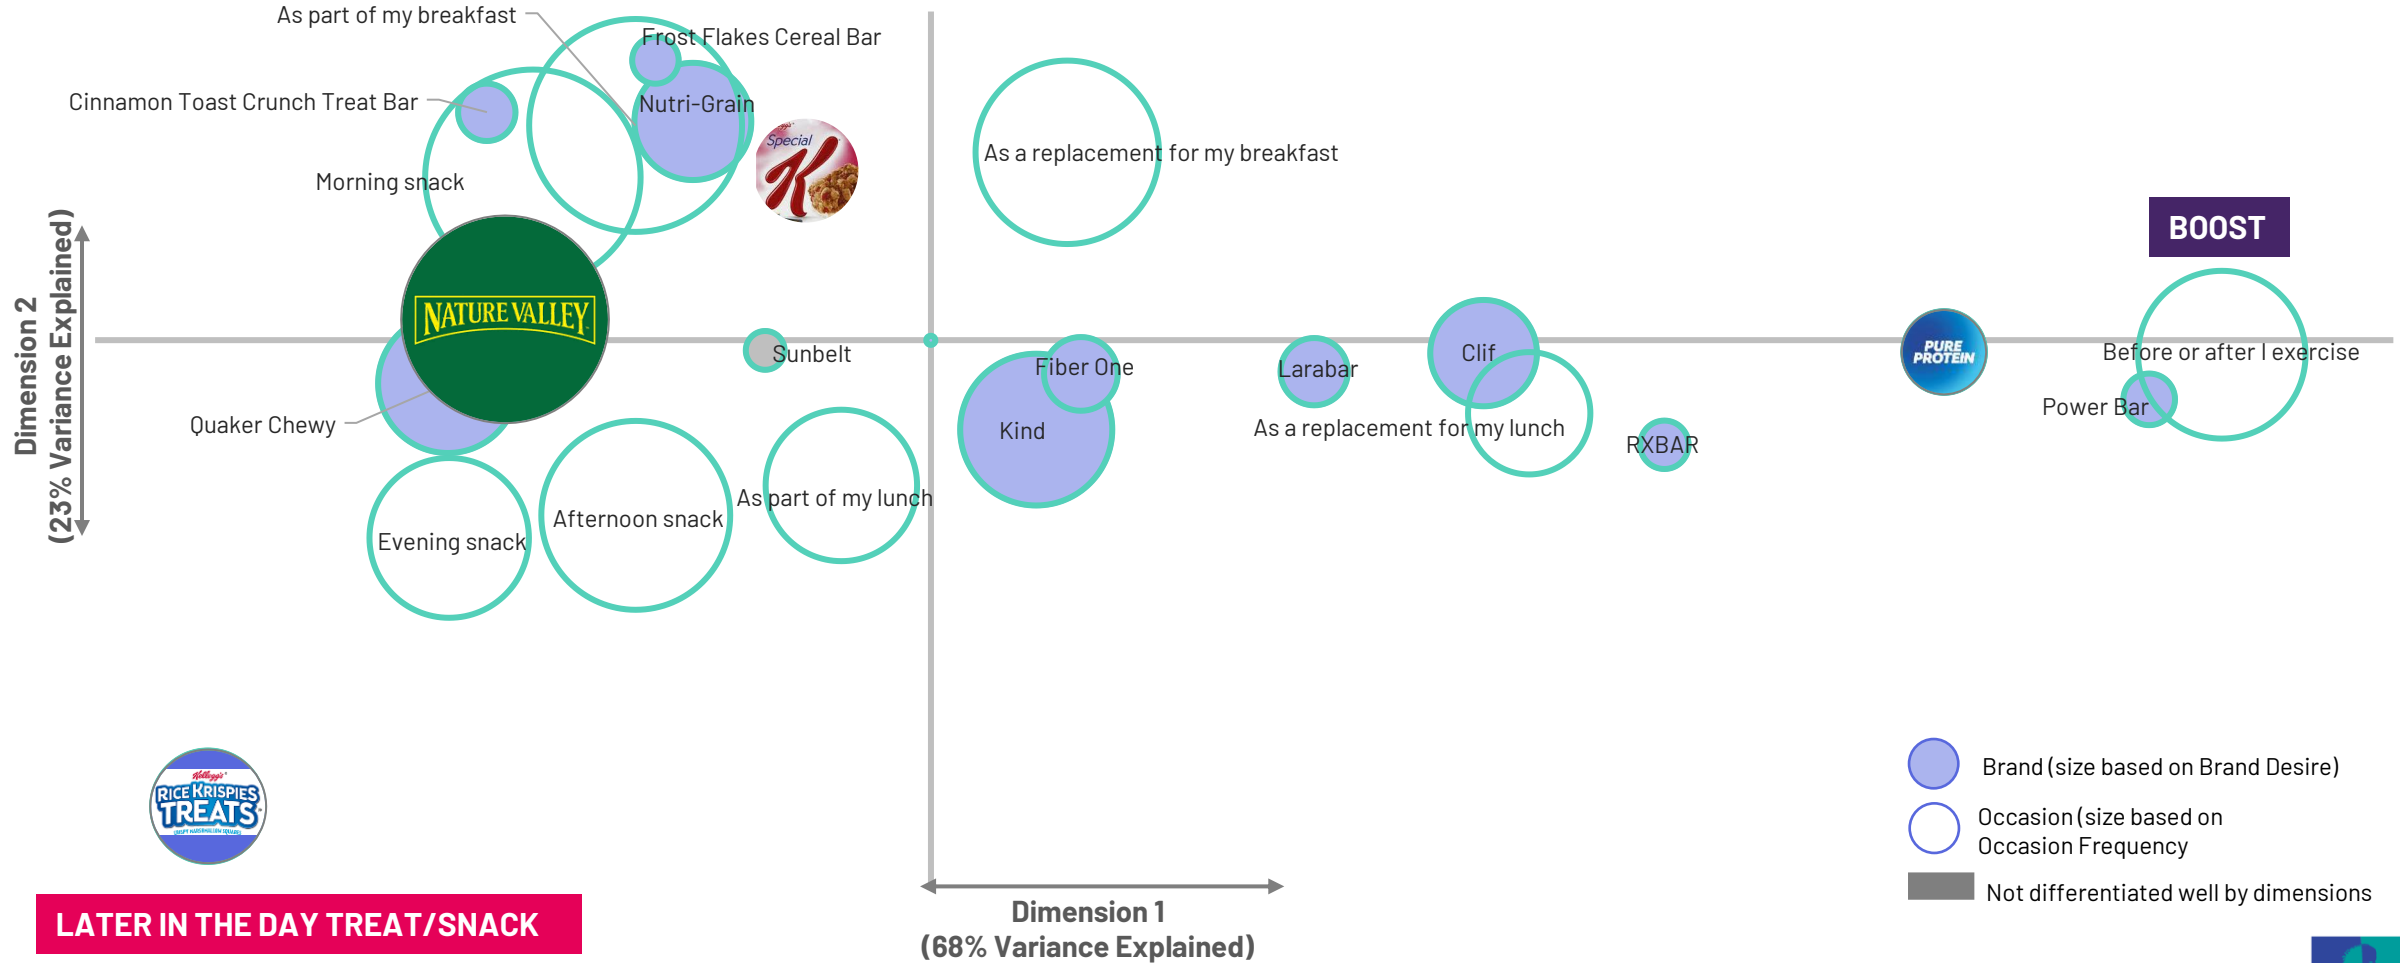 As part of my breakfast
Frost Flakes Cereal Bar
Cinnamon Toast Crunch Treat Bar
Nutri-Grain
Special
K
As a replacement for my breakfast
Morning snack
BOOST
Dimension 2
(23% Variance Explained)
NATURE VALLEY
Sunbelt
Fiber One
Larabar
Clif
PURE
PROTEIN
Before or after I exercise
Quaker Chewy
Kind
As a replacement for my lunch
RXBAR
Power Bar
As part of my lunch
Afternoon snack
Evening snack
Kellogg's
RICE KRISPIES
TREATS
CRISPY MARSHMALLOW SQUARES
Brand (size based on Brand Desire)
Occasion (size based on
Occasion Frequency
Not differentiated well by dimensions
LATER IN THE DAY TREAT/SNACK
Dimension 1
(68% Variance Explained)